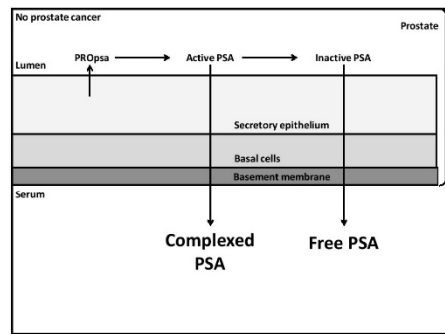 No prostate cancer
Prostate
PROpsa
Active PSA
Inactive PSA
Lumen
Secretory epithelium
Basal cells
Basement membrane
Serum
Complexed
PSA
Free PSA